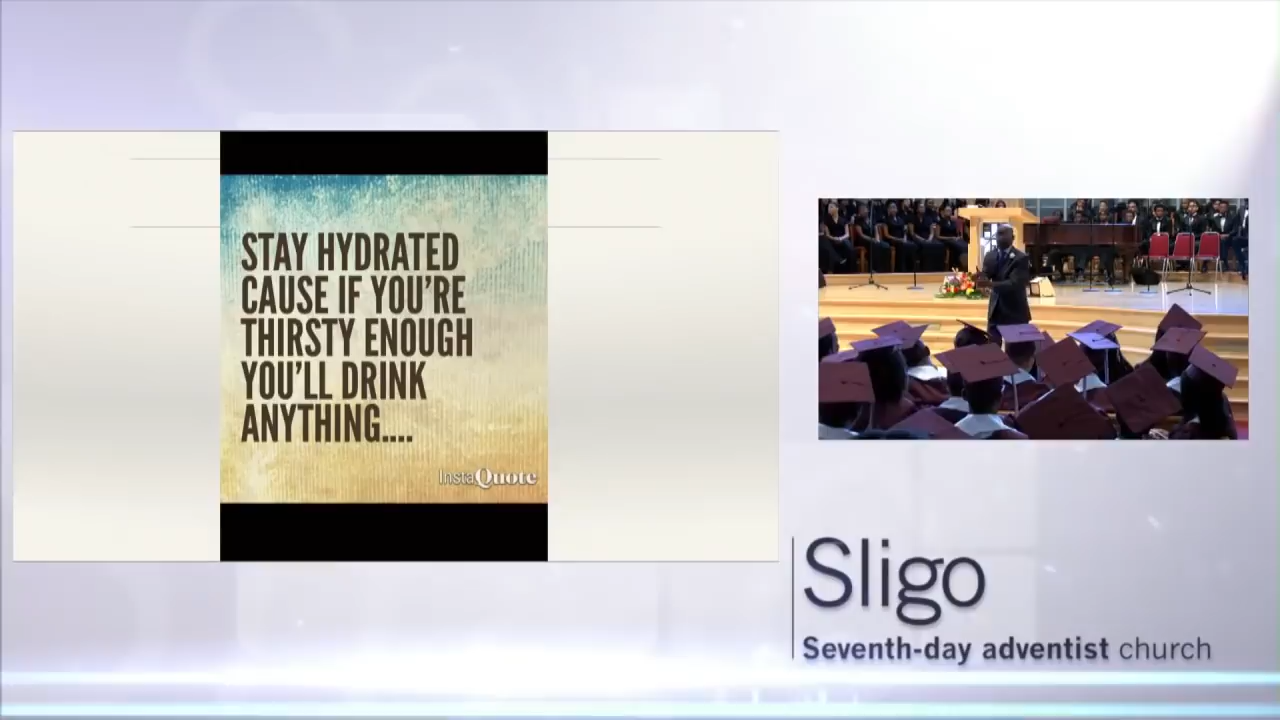 STAY HYDRATED
CAUSE IF YOU'RE
THIRSTY ENOUGH
YOU'LL DRINK
ANYTHING....
InstaQuote
Sligo
Seventh-day adventist church